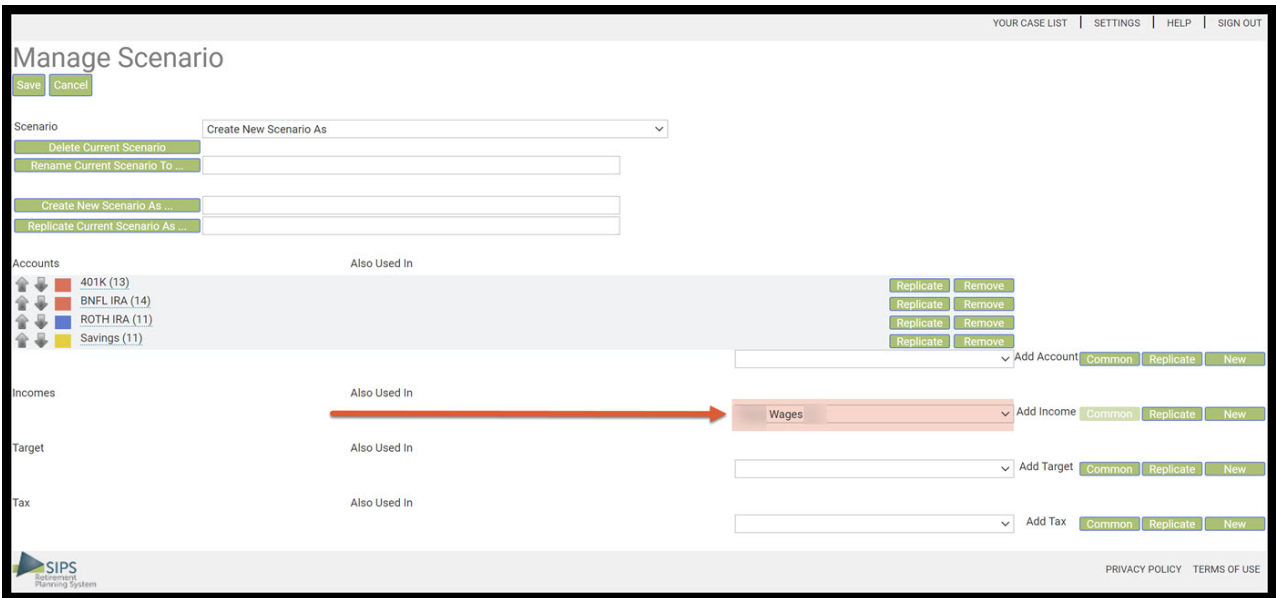 YOUR CASE LIST | SETTINGS | HELP | SIGN OUT
Manage Scenario
Save Cancel
Scenario Create New Scenario As
Delete Current Scenario
Rename Current Scenario To ...
Create New Scenario As ...
Replicate Current Scenario As ...
Accounts Also Used In
401K (13) Replicate Remove
BNFL IRA (14) Replicate Remove
ROTH IRA (11) Replicate Remove
Savings (11) Replicate Remove
Add Account Common Replicate New
Incomes Also Used In
Wages Add Income Common Replicate New
Target Also Used In
Add Target Common Replicate New
Tax Also Used In
Add Tax Common Replicate New
SIPS
Retirement
Planning System
PRIVACY POLICY TERMS OF USE